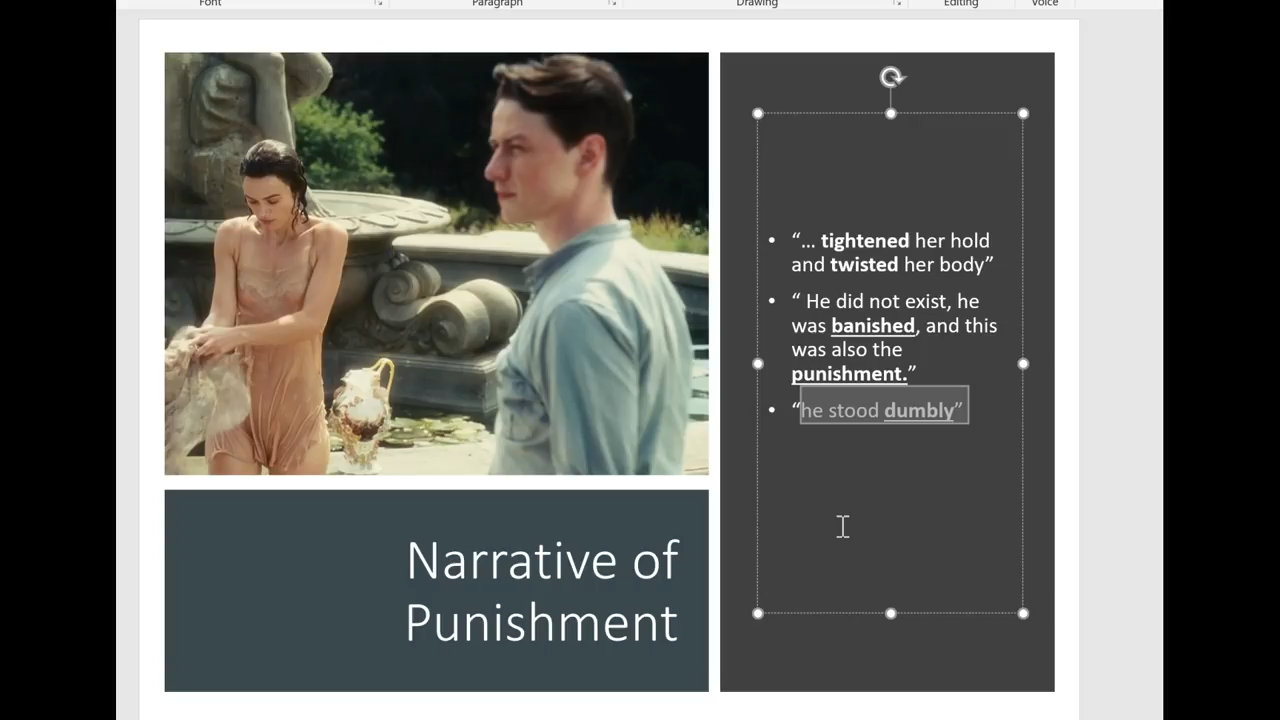 Font
Paragraph
Drawing
Editing
Voice
“... tightened her hold
and twisted her body”
“ He did not exist, he
was banished, and this
was also the
punishment.”
“he stood dumbly”
Narrative of
Punishment